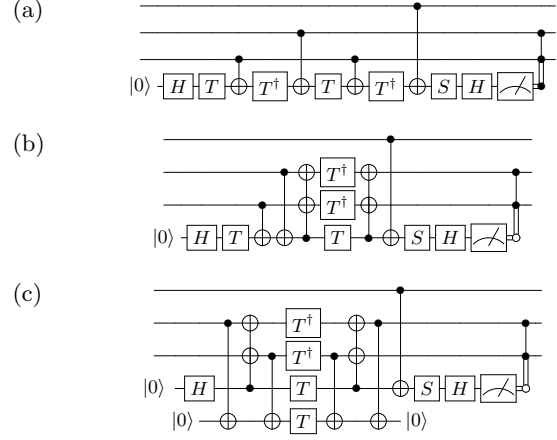 (a)
|0⟩ H T T† T T† S H
(b)
T†
T†
|0⟩ H T T S H
(c)
T†
T†
|0⟩ H T S H
|0⟩ T |0⟩